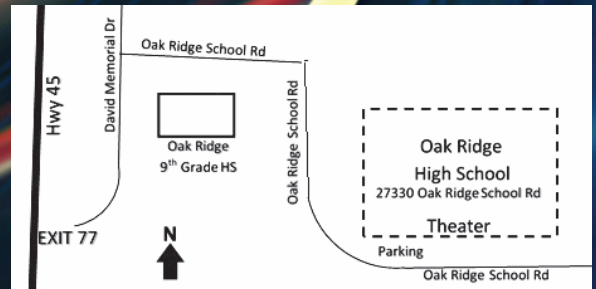 Oak Ridge School Rd
David Memorial Dr
Hwy 45
Oak Ridge School Rd
Oak Ridge
9th Grade HS
Oak Ridge
High School
27330 Oak Ridge School Rd
Theater
EXIT 77
N
Parking
Oak Ridge School Rd